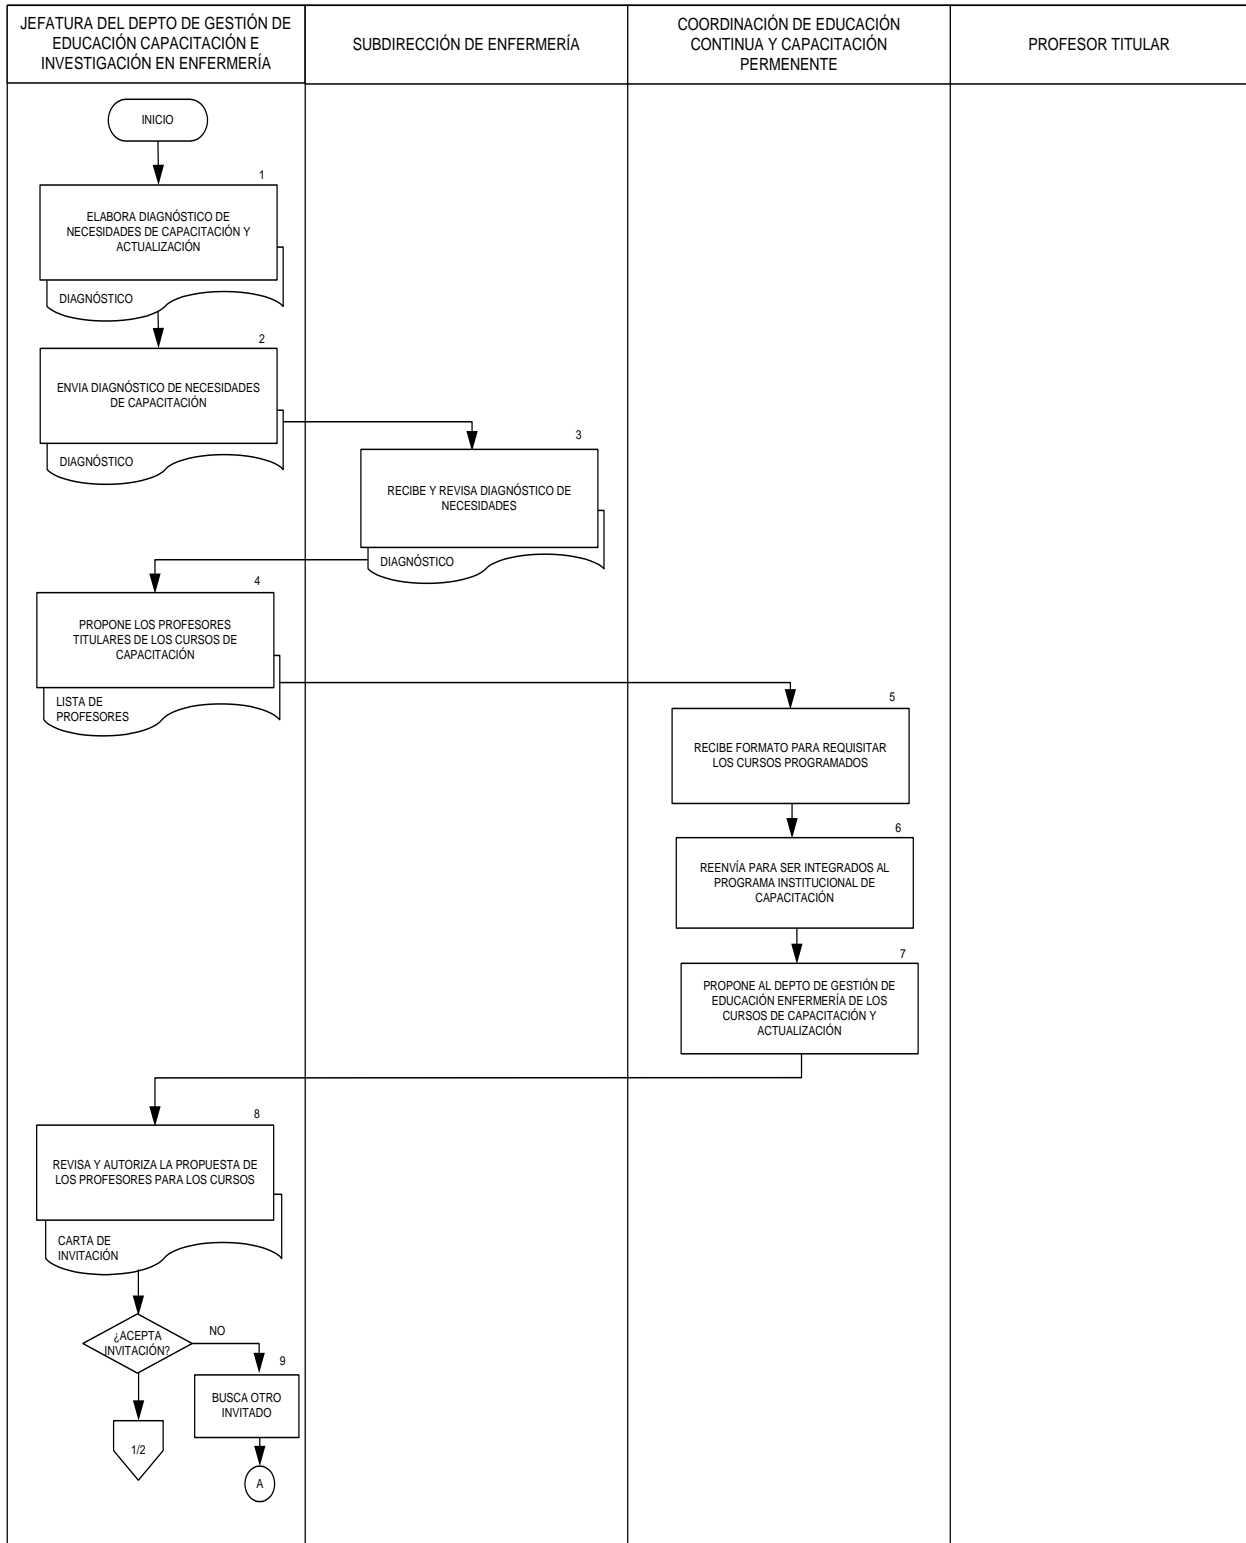 JEFATURA DEL DEPTO DE GESTIÓN DE
EDUCACIÓN CAPACITACIÓN E
INVESTIGACIÓN EN ENFERMERÍA
SUBDIRECCIÓN DE ENFERMERÍA
COORDINACIÓN DE EDUCACIÓN
CONTINUA Y CAPACITACIÓN
PERMENENTE
PROFESOR TITULAR
INICIO
1
ELABORA DIAGNÓSTICO DE
NECESIDADES DE CAPACITACIÓN Y
ACTUALIZACIÓN
DIAGNÓSTICO
2
ENVIA DIAGNÓSTICO DE NECESIDADES
DE CAPACITACIÓN
DIAGNÓSTICO
3
RECIBE Y REVISA DIAGNÓSTICO DE
NECESIDADES
DIAGNÓSTICO
4
PROPONE LOS PROFESORES
TITULARES DE LOS CURSOS DE
CAPACITACIÓN
LISTA DE
PROFESORES
5
RECIBE FORMATO PARA REQUISITAR
LOS CURSOS PROGRAMADOS
6
REENVÍA PARA SER INTEGRADOS AL
PROGRAMA INSTITUCIONAL DE
CAPACITACIÓN
7
PROPONE AL DEPTO DE GESTIÓN DE
EDUCACIÓN ENFERMERÍA DE LOS
CURSOS DE CAPACITACIÓN Y
ACTUALIZACIÓN
8
REVISA Y AUTORIZA LA PROPUESTA DE
LOS PROFESORES PARA LOS CURSOS
CARTA DE
INVITACIÓN
¿ACEPTA
INVITACIÓN?
NO
9
BUSCA OTRO
INVITADO
1/2
A